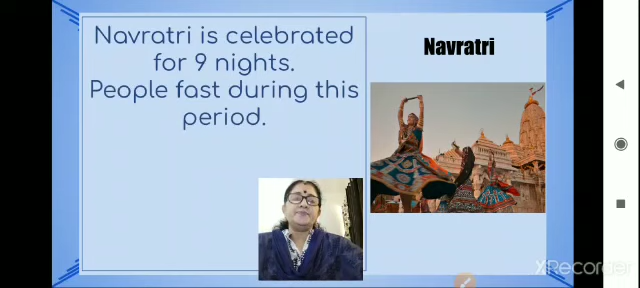 Navratri is celebrated
for 9 nights.
People fast during this
period.
Navratri
XRecorder